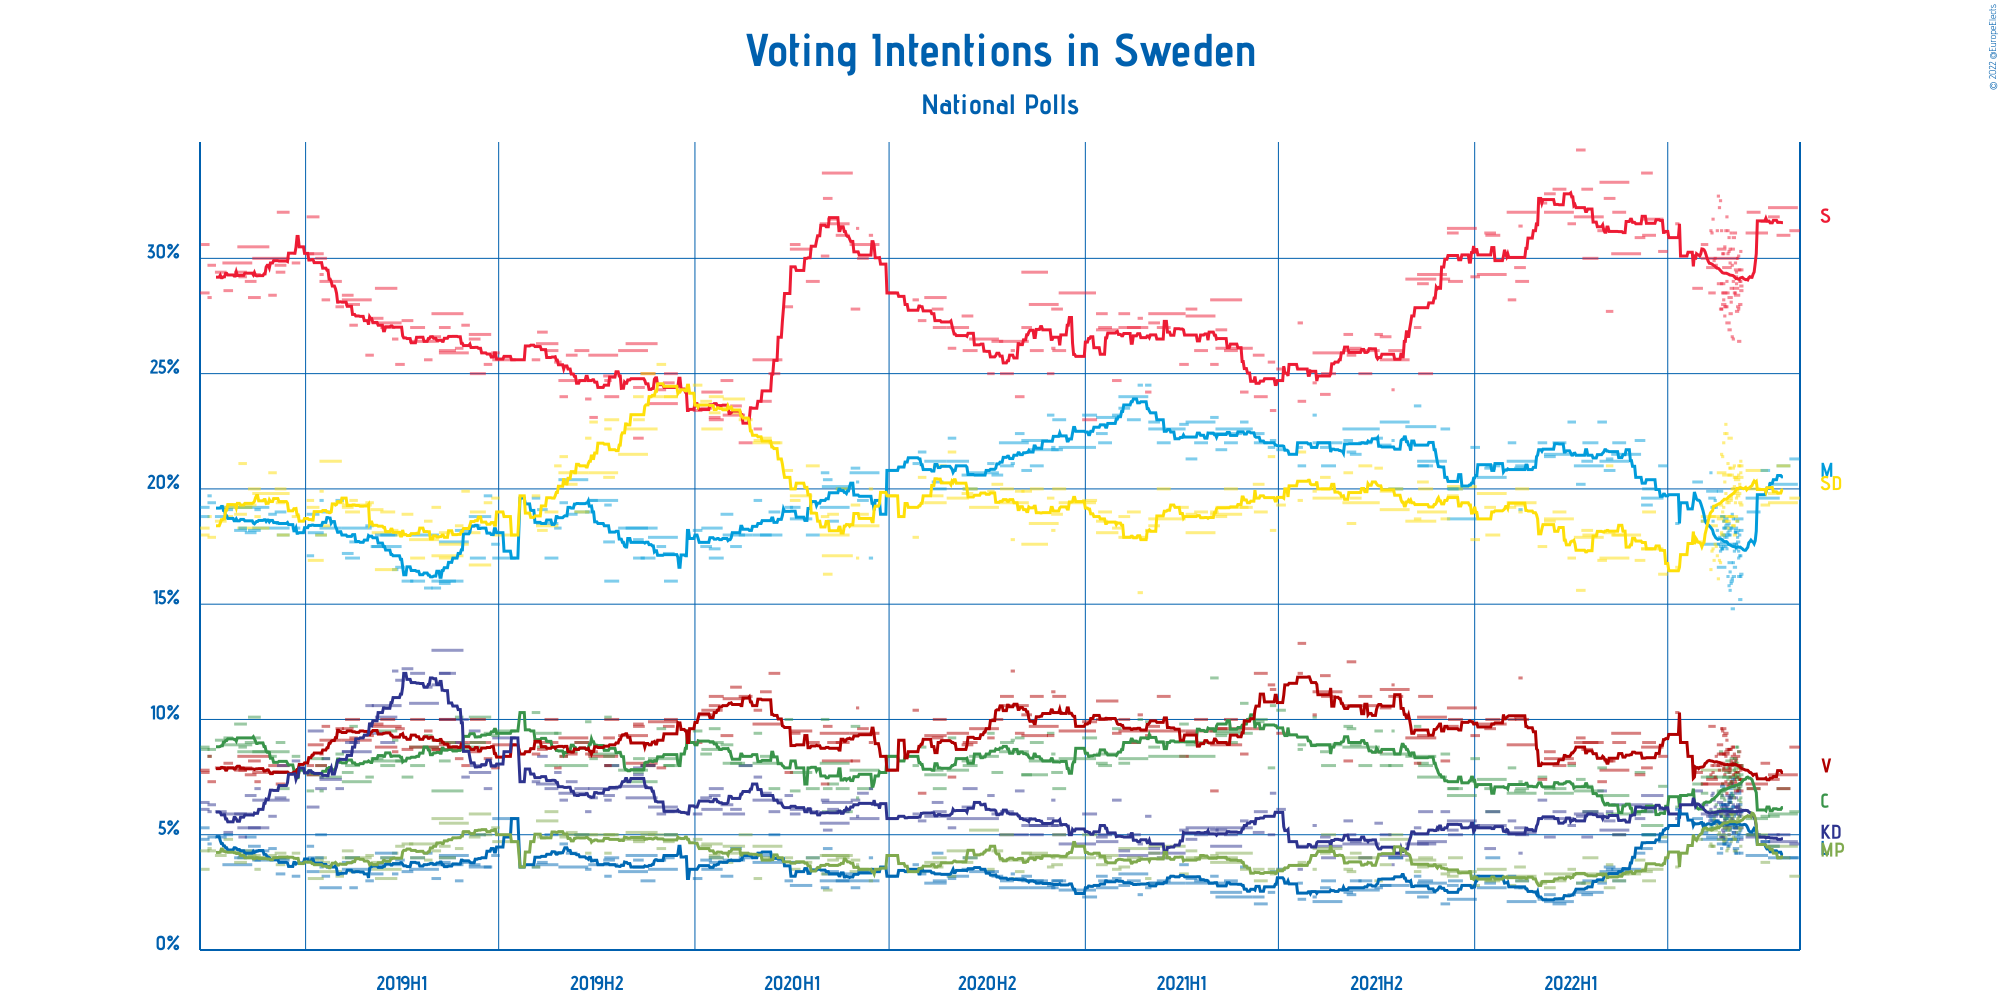 © 2022 @EuropeElects
Voting Intentions in Sweden
National Polls
30%
25%
20%
15%
10%
5%
0%
S
M
SD
V
C
KD
MP
2019H1
2019H2
2020H1
2020H2
2021H1
2021H2
2022H1